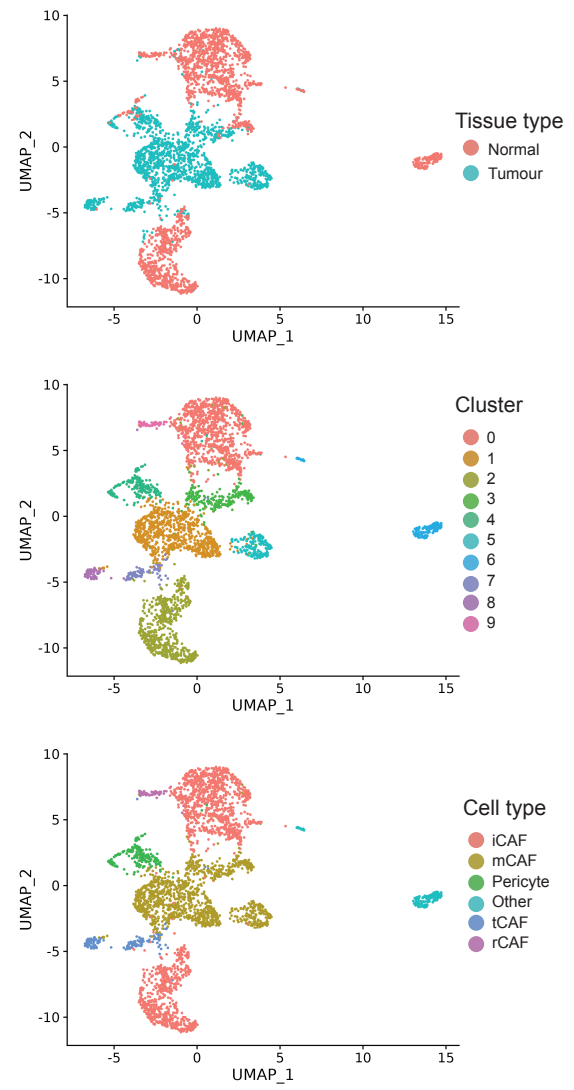 10
5
0
-5
-10
UMAP_2
-5
0
5
10
15
UMAP_1
Tissue type
Normal
Tumour
10
5
0
-5
-10
UMAP_2
-5
0
5
10
15
UMAP_1
Cluster
0
1
2
3
4
5
6
7
8
9
10
5
0
-5
-10
UMAP_2
-5
0
5
10
15
UMAP_1
Cell type
iCAF
mCAF
Pericyte
Other
tCAF
rCAF